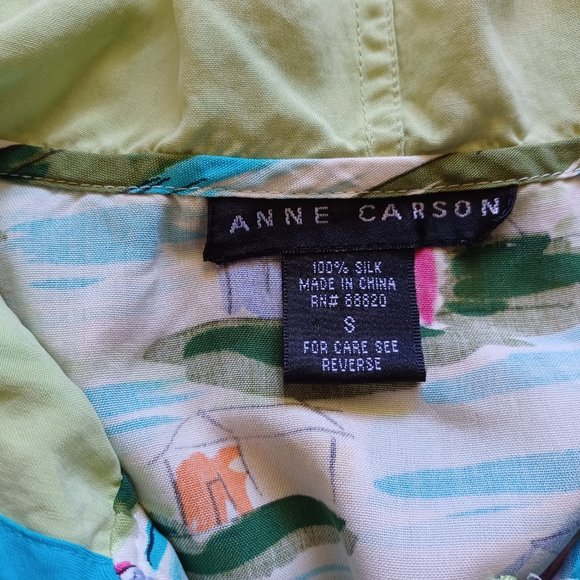 ANNE CARSON
100% SILK
MADE IN CHINA
RN# 88820
S
FOR CARE SEE
REVERSE